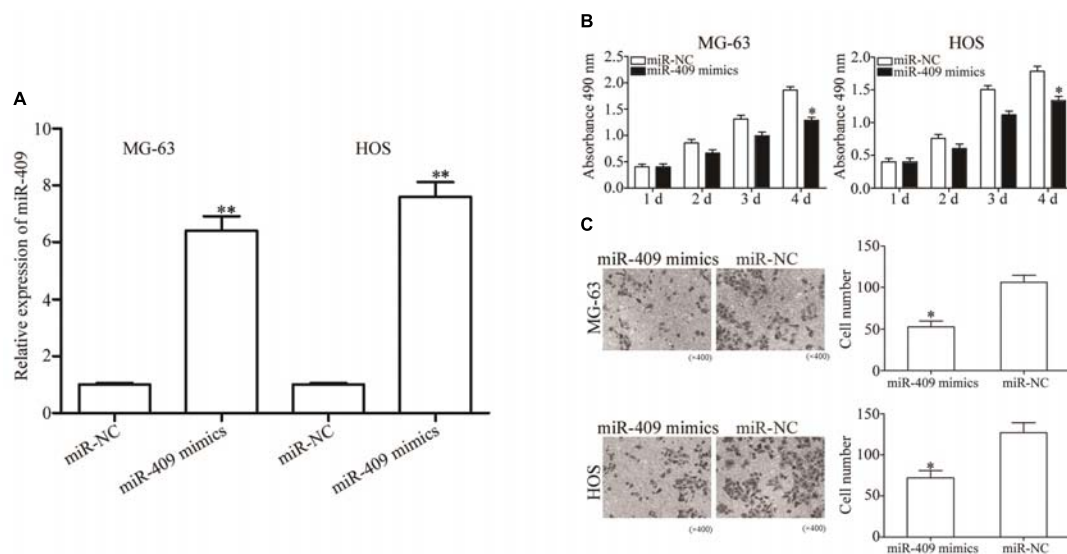 A
Relative expression of miR-409
10
8
6
4
2
0
MG-63
HOS
**
**
miR-NC
miR-409 mimics
miR-NC
miR-409 mimics
B
MG-63
Absorbance 490 nm
2.5
2.0
1.5
1.0
0.5
0.0
miR-NC
miR-409 mimics
*
1 d 2 d 3 d 4 d
HOS
Absorbance 490 nm
2.0
1.5
1.0
0.5
0.0
miR-NC
miR-409 mimics
*
1 d 2 d 3 d 4 d
C
miR-409 mimics miR-NC
MG-63
(×400) (×400)
Cell number
150
100
50
0
*
miR-409 mimics miR-NC
miR-409 mimics miR-NC
HOS
(×400) (×400)
Cell number
150
100
50
0
*
miR-409 mimics miR-NC